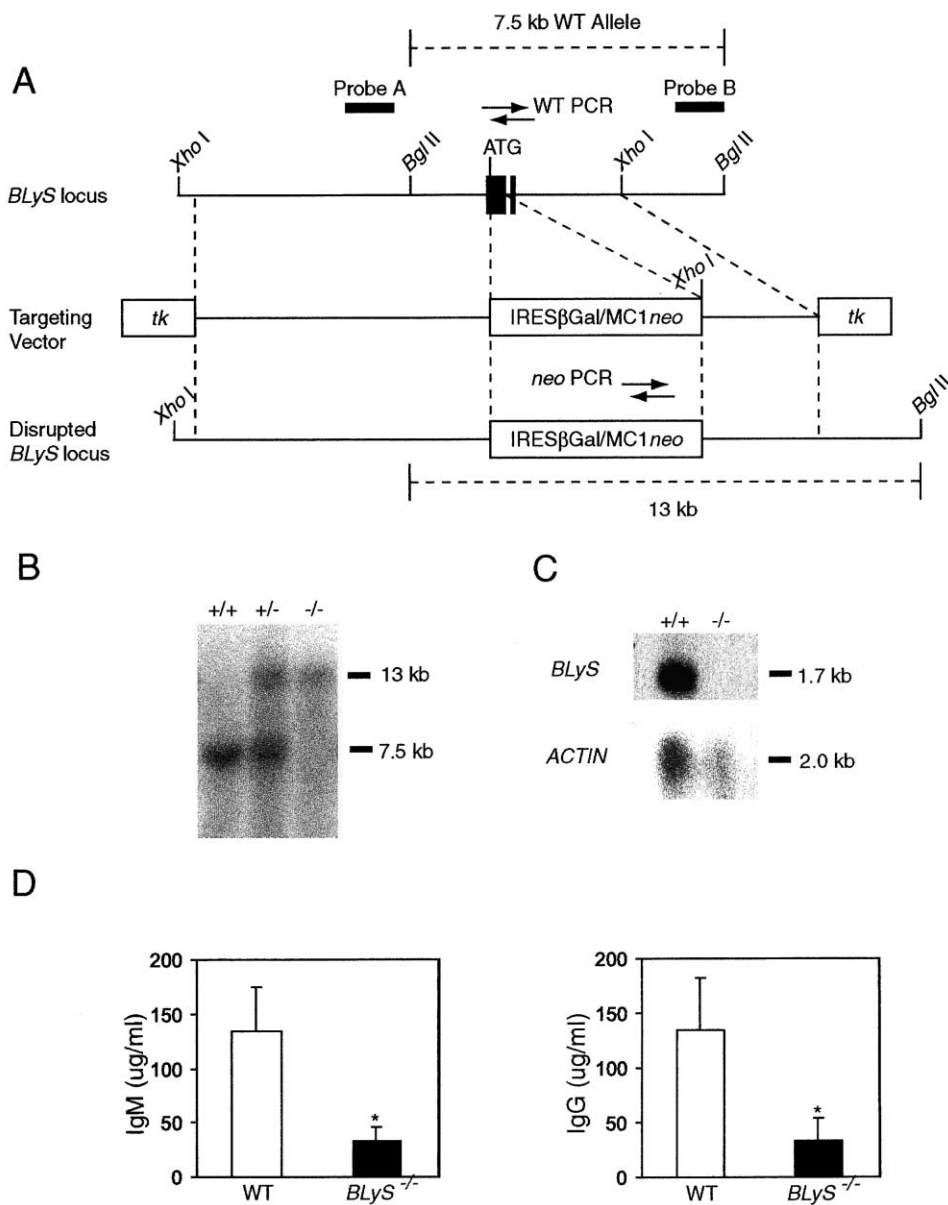 A
7.5 kb WT Allele
Probe A
Probe B
WT PCR
Xho I
Bgl II
ATG
Xho I
Bgl II
BLyS locus
Xho I
tk
IRESβGal/MC1neo
tk
Targeting
Vector
neo PCR
Xho I
Bgl II
Disrupted
BLyS locus
IRESβGal/MC1neo
13 kb
B
+/+ +/- -/-
13 kb
7.5 kb
C
+/+ -/-
BLyS
1.7 kb
ACTIN
2.0 kb
D
IgM (ug/ml)
200
150
100
50
0
*
WT
BLyS -/-
IgG (ug/ml)
200
150
100
50
0
*
WT
BLyS -/-